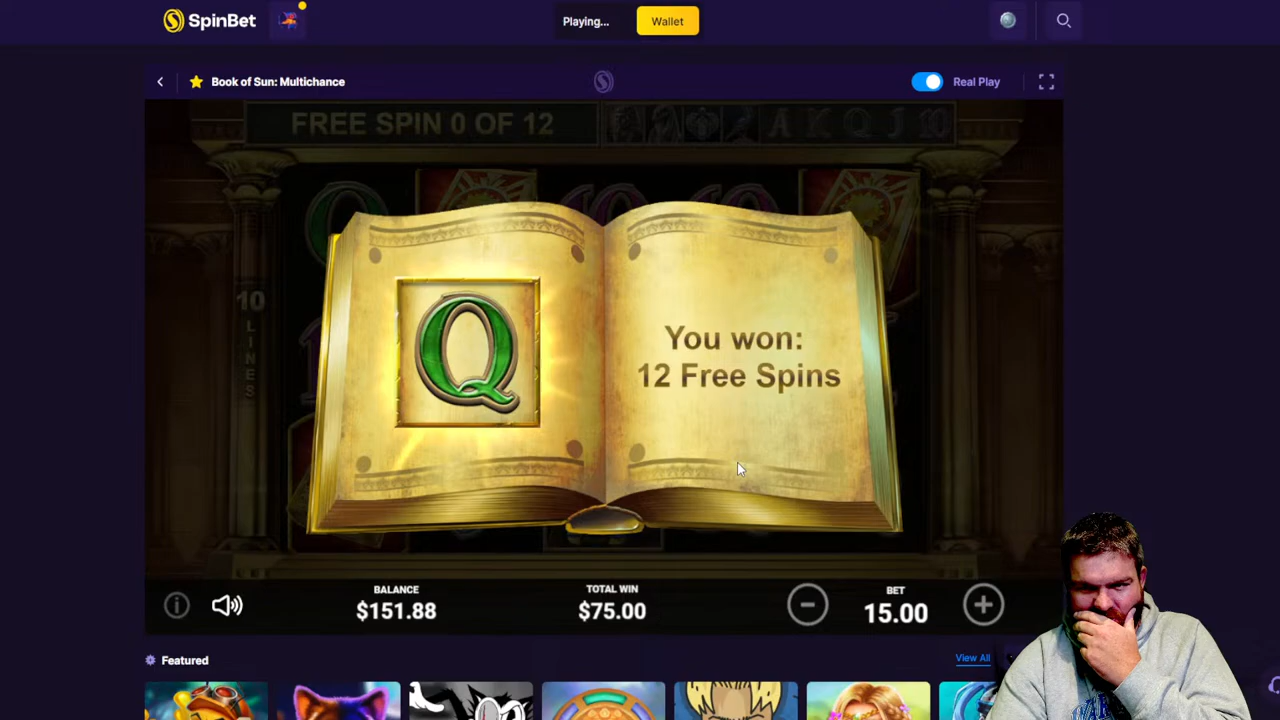 SpinBet
Playing...
Wallet
Book of Sun: Multichance
Real Play
FREE SPIN 0 OF 12
A K Q J 10
10
LINES
Q
You won:
12 Free Spins
BALANCE
$151.88
TOTAL WIN
$75.00
BET
15.00
Featured
View All